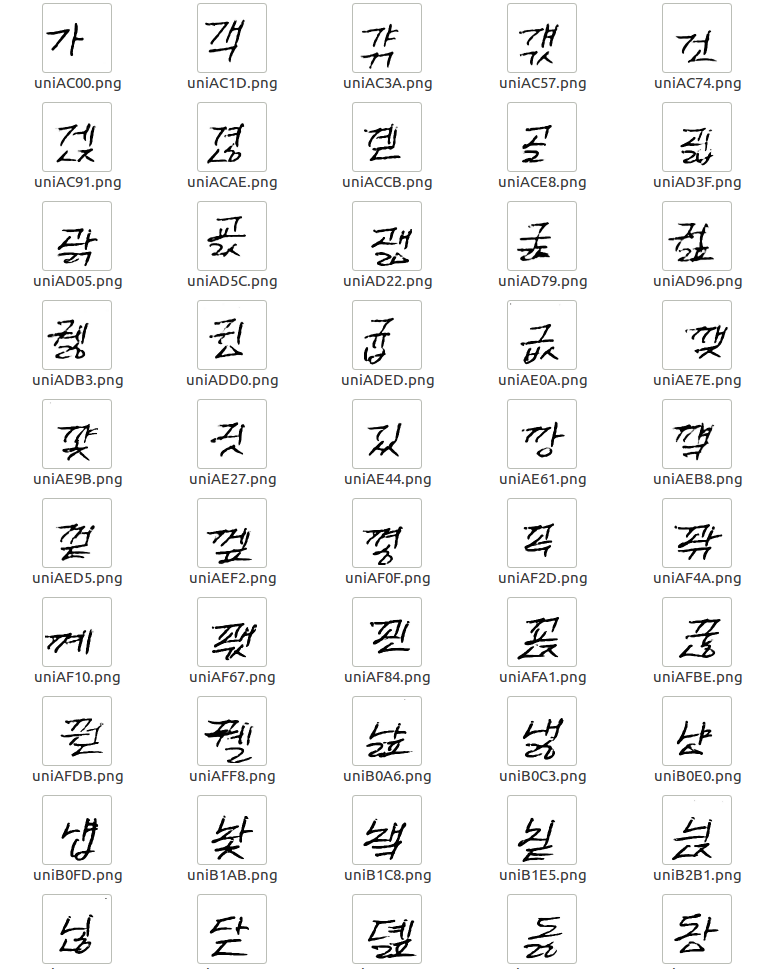 가 객 갺 걗 건
uniAC00.png uniAC1D.png uniAC3A.png uniAC57.png uniAC74.png
겑 겮 곋 골 괿
uniAC91.png uniACAE.png uniACCB.png uniACE8.png uniAD3F.png
괅 굜 괢 굹 궖
uniAD05.png uniAD5C.png uniAD22.png uniAD79.png uniAD96.png
궳 귐 귭 긊 깾
uniADB3.png uniADD0.png uniADED.png uniAE0A.png uniAE7E.png
꺛 긧 깄 깡 꺸
uniAE9B.png uniAE27.png uniAE44.png uniAE61.png uniAEB8.png
껕 껲 꼏 꼭 꽊
uniAED5.png uniAEF2.png uniAF0F.png uniAF2D.png uniAF4A.png
꼐 꽧 꾄 꾡 꾾
uniAF10.png uniAF67.png uniAF84.png uniAFA1.png uniAFBE.png
꿛 꿸 낦 냃 냠
uniAFDB.png uniAFF8.png uniB0A6.png uniB0C3.png uniB0E0.png
냽 놫 뇈 뇥 늱
uniB0FD.png uniB1AB.png uniB1C8.png uniB1E5.png uniB2B1.png
닫